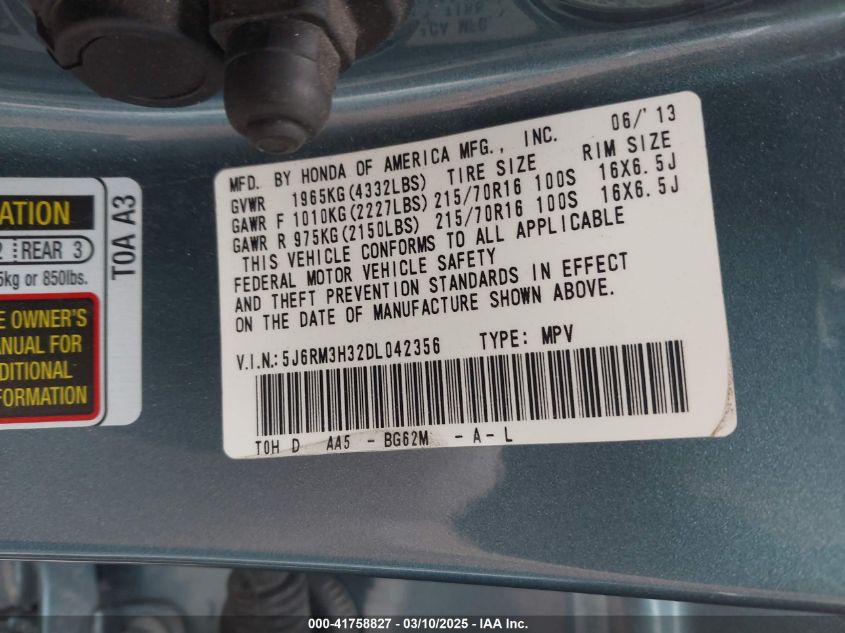 MFD. BY HONDA OF AMERICA MFG., INC. 06/'13
GVWR 1965KG(4332LBS) TIRE SIZE RIM SIZE
GAWR F 1010KG(2227LBS) 215/70R16 100S 16X6.5J
GAWR R 975KG(2150LBS) 215/70R16 100S 16X6.5J
THIS VEHICLE CONFORMS TO ALL APPLICABLE
FEDERAL MOTOR VEHICLE SAFETY
AND THEFT PREVENTION STANDARDS IN EFFECT
ON THE DATE OF MANUFACTURE SHOWN ABOVE.
V.I.N.: 5J6RM3H32DL042356 TYPE: MPV
T0H D AA5 - BG62M - A - L
ATION
2 REAR 3
5kg or 850lbs.
E OWNER'S
ANUAL FOR
DITIONAL
FORMATION
T0A A3
129 - 41758827 - 03/10/2025 - IAA Inc.